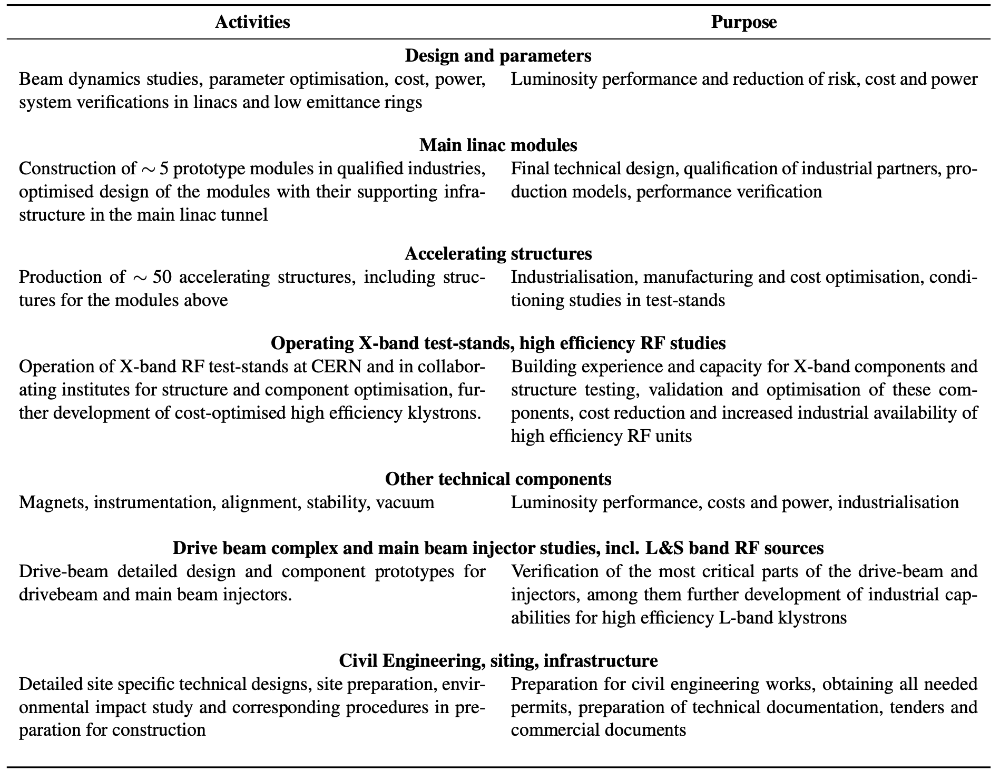 Activities Purpose
Design and parameters
Beam dynamics studies, parameter optimisation, cost, power,
system verifications in linacs and low emittance rings
Luminosity performance and reduction of risk, cost and power
Main linac modules
Construction of ∼ 5 prototype modules in qualified industries,
optimised design of the modules with their supporting infra-
structure in the main linac tunnel
Final technical design, qualification of industrial partners, pro-
duction models, performance verification
Accelerating structures
Production of ∼ 50 accelerating structures, including struc-
tures for the modules above
Industrialisation, manufacturing and cost optimisation, condi-
tioning studies in test-stands
Operating X-band test-stands, high efficiency RF studies
Operation of X-band RF test-stands at CERN and in collabor-
ating institutes for structure and component optimisation, fur-
ther development of cost-optimised high efficiency klystrons.
Building experience and capacity for X-band components and
structure testing, validation and optimisation of these com-
ponents, cost reduction and increased industrial availability of
high efficiency RF units
Other technical components
Magnets, instrumentation, alignment, stability, vacuum
Luminosity performance, costs and power, industrialisation
Drive beam complex and main beam injector studies, incl. L&S band RF sources
Drive-beam detailed design and component prototypes for
drivebeam and main beam injectors.
Verification of the most critical parts of the drive-beam and
injectors, among them further development of industrial cap-
abilities for high efficiency L-band klystrons
Civil Engineering, siting, infrastructure
Detailed site specific technical designs, site preparation, envir-
onmental impact study and corresponding procedures in pre-
paration for construction
Preparation for civil engineering works, obtaining all needed
permits, preparation of technical documentation, tenders and
commercial documents